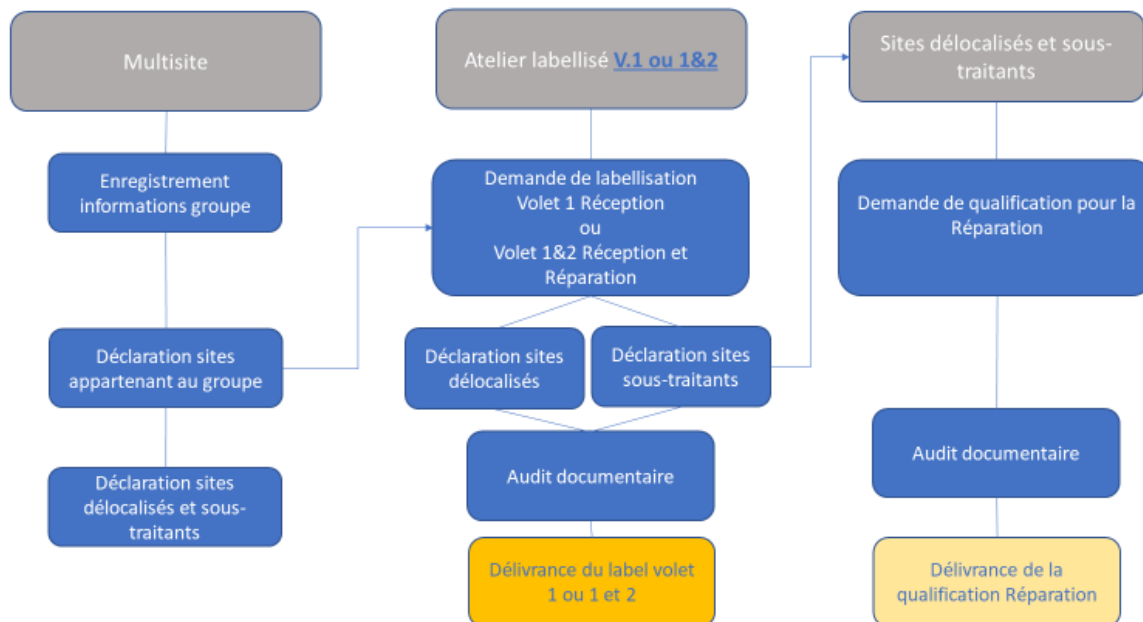 Multisite
Enregistrement
informations groupe
Déclaration sites
appartenant au groupe
Déclaration sites
délocalisés et sous-
traitants
Atelier labellisé V.1 ou 1&2
Demande de labellisation
Volet 1 Réception
ou
Volet 1&2 Réception et
Réparation
Déclaration sites
délocalisés
Déclaration sites
sous-traitants
Audit documentaire
Délivrance du label volet
1 ou 1 et 2
Sites délocalisés et sous-
traitants
Demande de qualification pour la
Réparation
Audit documentaire
Délivrance de la
qualification Réparation